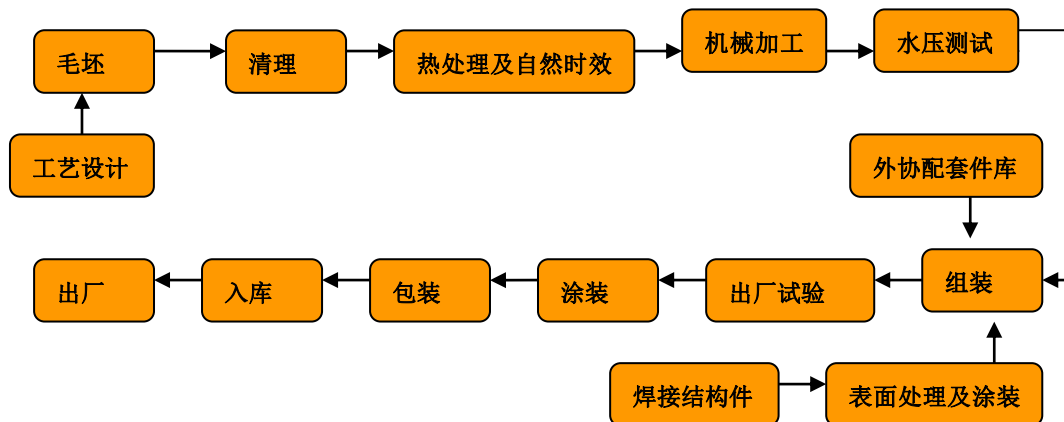 毛坯
清理
热处理及自然时效
机械加工
水压测试
工艺设计
外协配套件库
出厂
入库
包装
涂装
出厂试验
组装
焊接结构件
表面处理及涂装